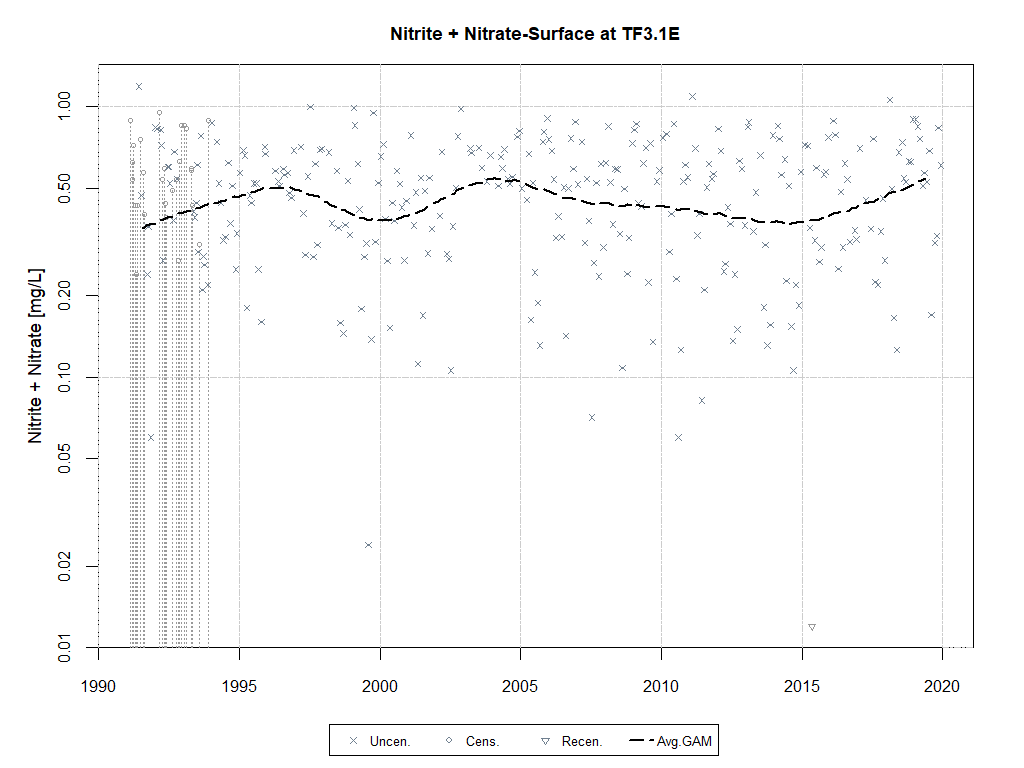 Nitrite + Nitrate-Surface at TF3.1E
Nitrite + Nitrate [mg/L]
1.00
0.50
0.20
0.10
0.05
0.02
0.01
1990 1995 2000 2005 2010 2015 2020
Uncen. Cens. Recen. Avg.GAM